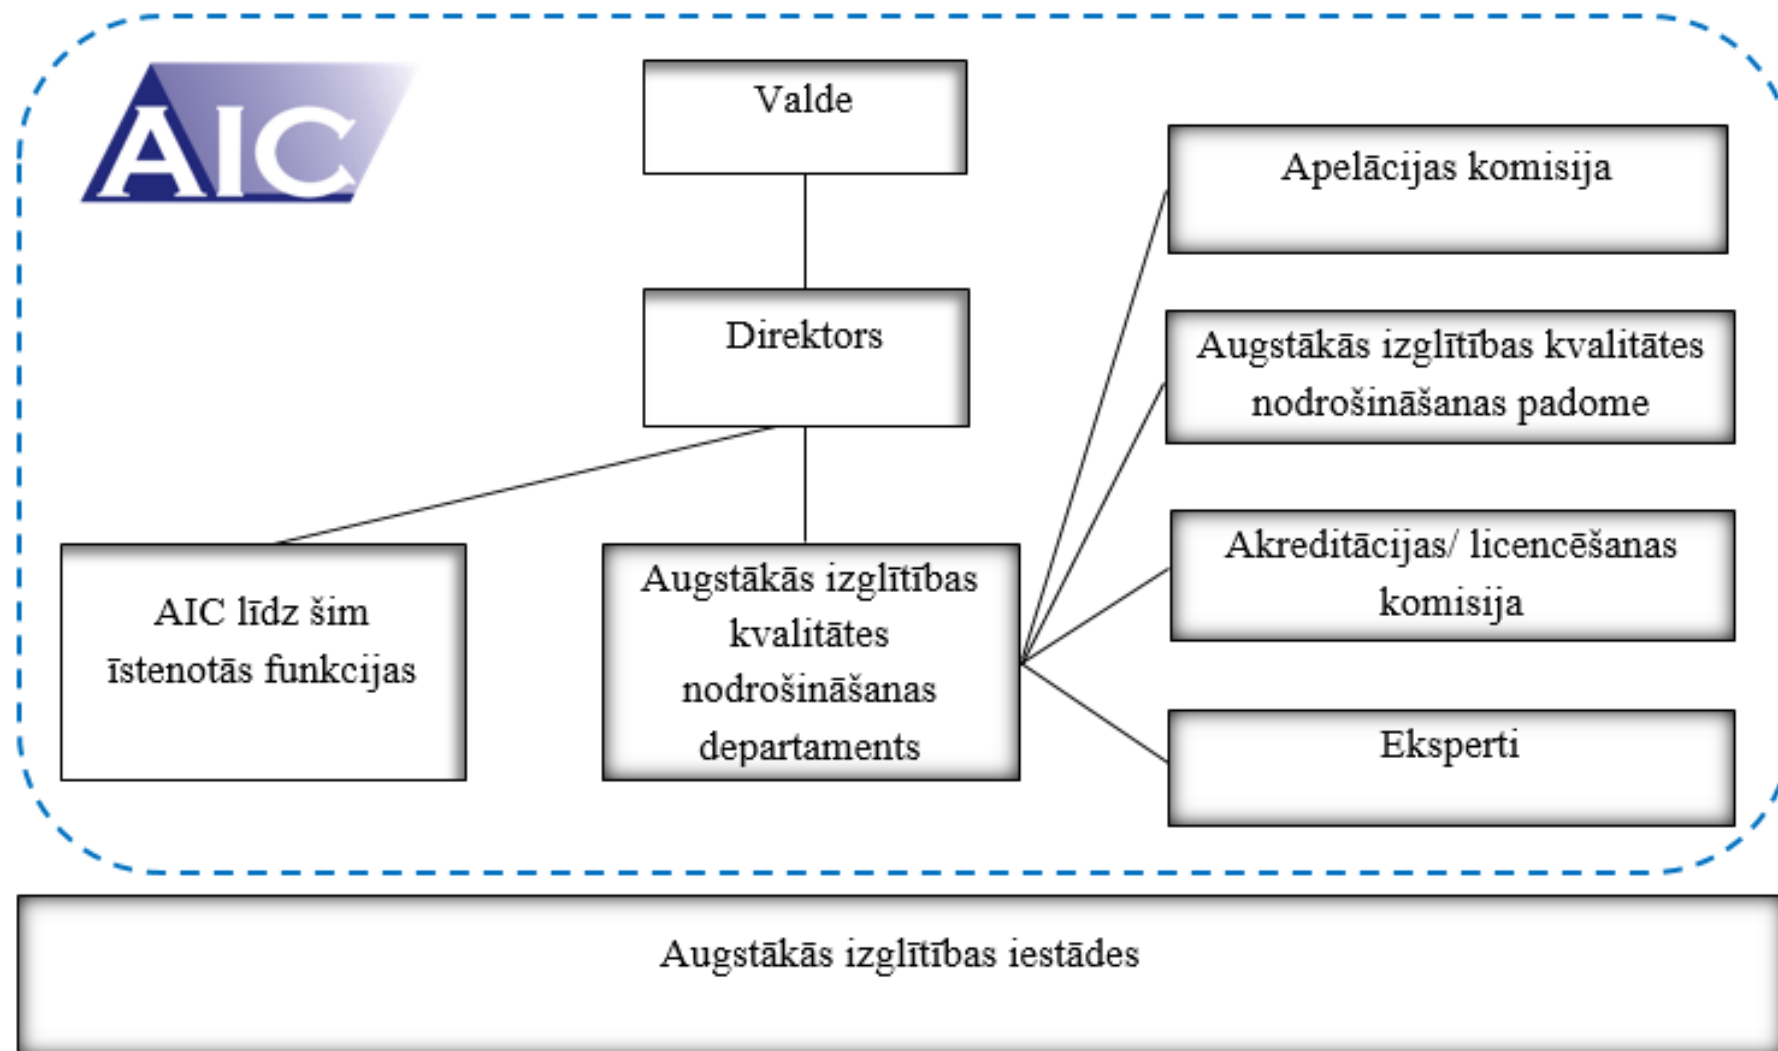 AIC
Valde
Apelācijas komisija
Direktors
Augstākās izglītības kvalitātes
nodrošināšanas padome
AIC līdz šim
īstenotās funkcijas
Augstākās izglītības
kvalitātes
nodrošināšanas
departaments
Akreditācijas/ licencēšanas
komisija
Eksperti
Augstākās izglītības iestādes